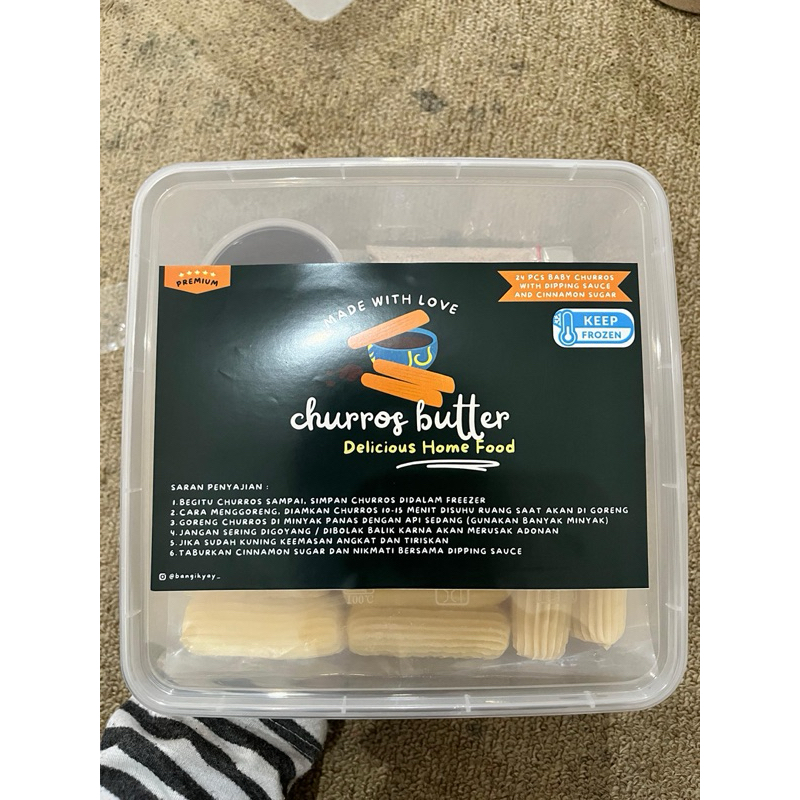 PREMIUM
24 PCS BABY CHURROS
WITH DIPPING SAUCE
AND CINNAMON SUGAR
KEEP
FROZEN
MADE WITH LOVE
churros butter
Delicious Home Food
SARAN PENYAJIAN :
1. BEGITU CHURROS SAMPAI, SIMPAN CHURROS DIDALAM FREEZER
2. CARA MENGGORENG, DIAMKAN CHURROS 10-15 MENIT DISUHU RUANG SAAT AKAN DI GORENG
3. GORENG CHURROS DI MINYAK PANAS DENGAN API SEDANG (GUNAKAN BANYAK MINYAK)
4. JANGAN SERING DIGOYANG / DIBOLAK BALIK KARNA AKAN MERUSAK ADONAN
5. JIKA SUDAH KUNING KEEMASAN ANGKAT DAN TIRISKAN
6. TABURKAN CINNAMON SUGAR DAN NIKMATI BERSAMA DIPPING SAUCE
@bangikyay_
100°C